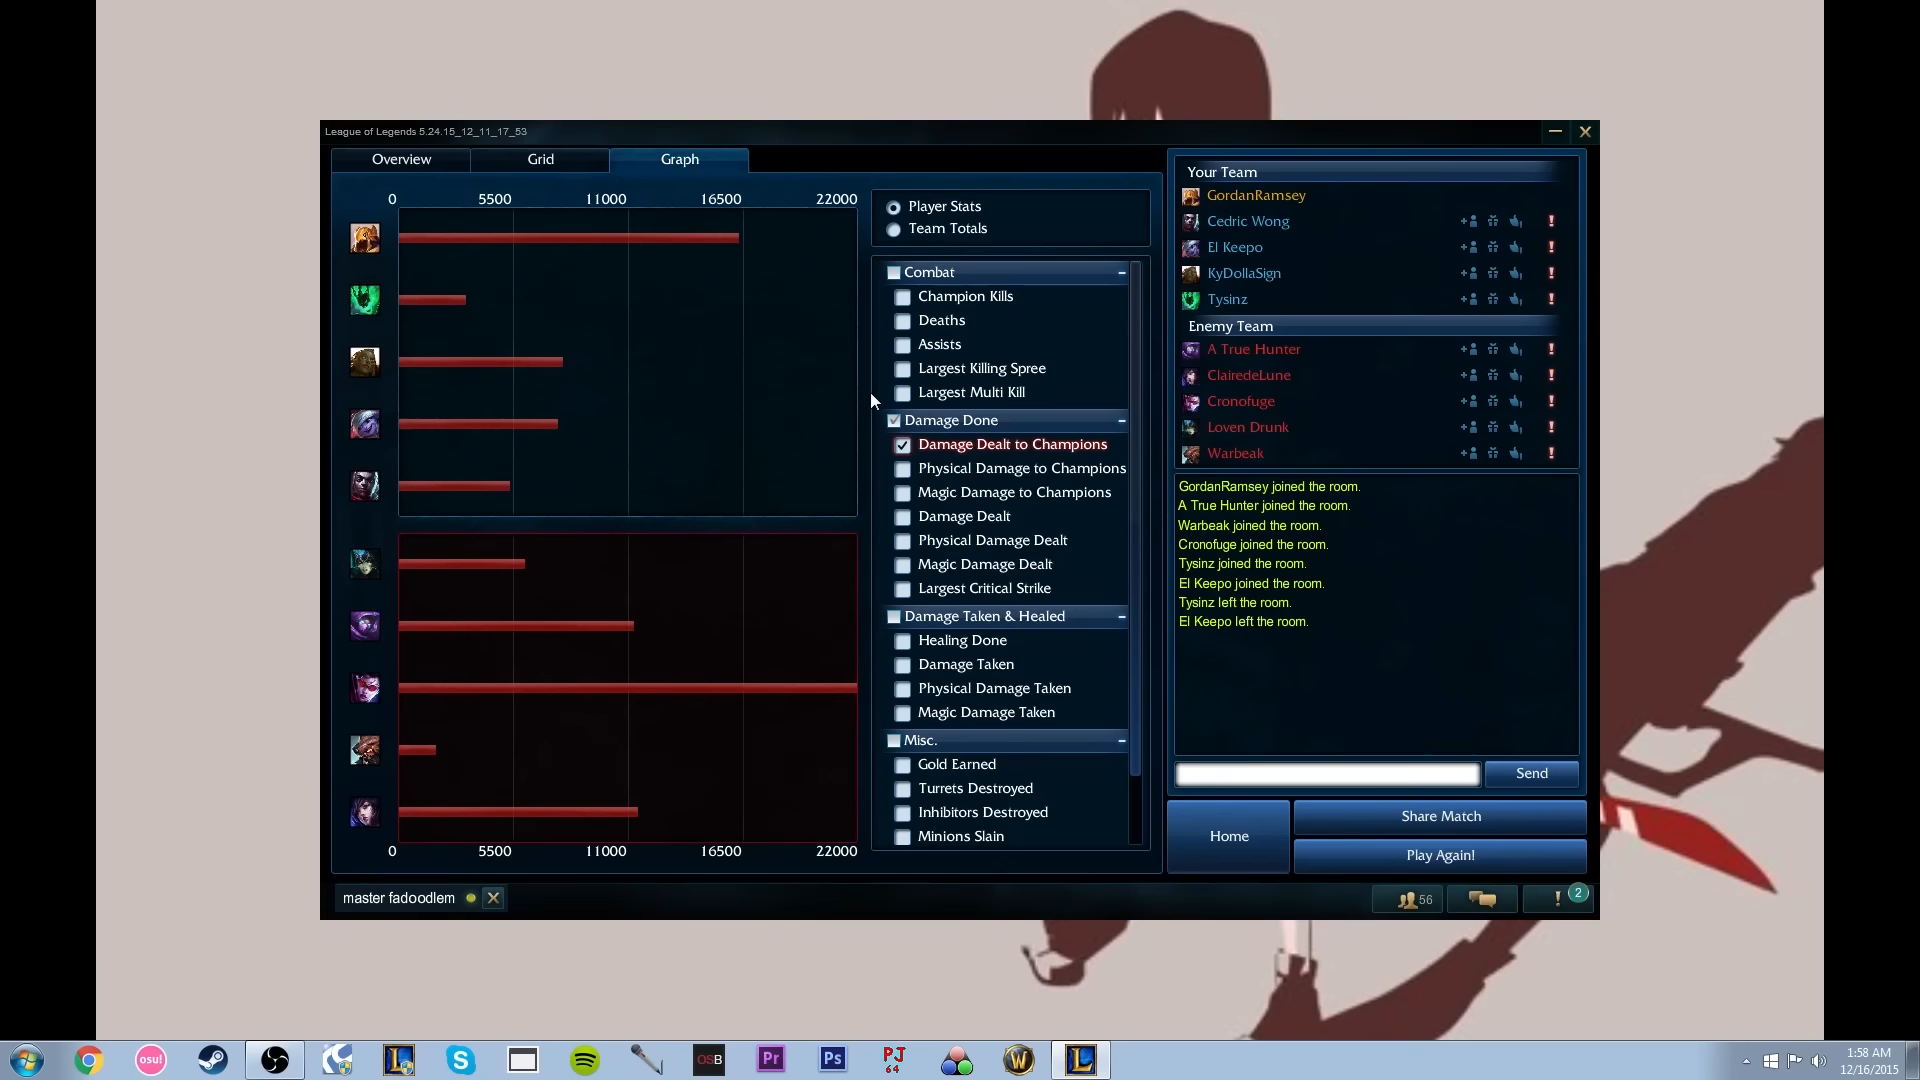 League of Legends 5.24.15_12_11_17_53
Overview
Grid
Graph
0 5500 11000 16500 22000
0 5500 11000 16500 22000
Player Stats
Team Totals
Combat
Champion Kills
Deaths
Assists
Largest Killing Spree
Largest Multi Kill
Damage Done
Damage Dealt to Champions
Physical Damage to Champions
Magic Damage to Champions
Damage Dealt
Physical Damage Dealt
Magic Damage Dealt
Largest Critical Strike
Damage Taken & Healed
Healing Done
Damage Taken
Physical Damage Taken
Magic Damage Taken
Misc.
Gold Earned
Turrets Destroyed
Inhibitors Destroyed
Minions Slain
Your Team
GordanRamsey
Cedric Wong
El Keepo
KyDollaSign
Tysinz
Enemy Team
A True Hunter
ClairedeLune
Cronofuge
Loven Drunk
Warbeak
GordanRamsey joined the room.
A True Hunter joined the room.
Warbeak joined the room.
Cronofuge joined the room.
Tysinz joined the room.
El Keepo joined the room.
Tysinz left the room.
El Keepo left the room.
Send
Home
Share Match
Play Again!
master fadoodlem
56
2
osu!
L
S
OSB
Pr
Ps
PJ
64
W
L
1:58 AM
12/16/2015